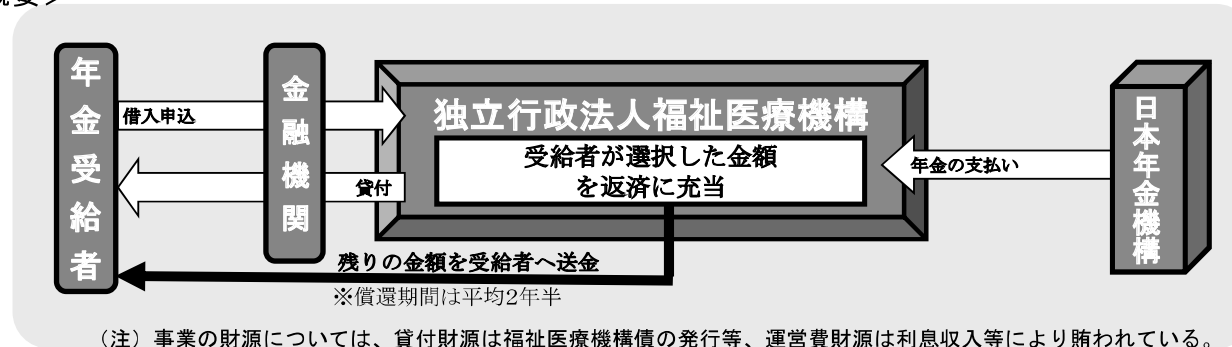 年金受給者
金融機関
借入申込
貸付
独立行政法人福祉医療機構
受給者が選択した金額
を返済に充当
年金の支払い
日本年金機構
残りの金額を受給者へ送金
※償還期間は平均2年半
（注）事業の財源については、貸付財源は福祉医療機構債の発行等、運営費財源は利息収入等により賄われている。